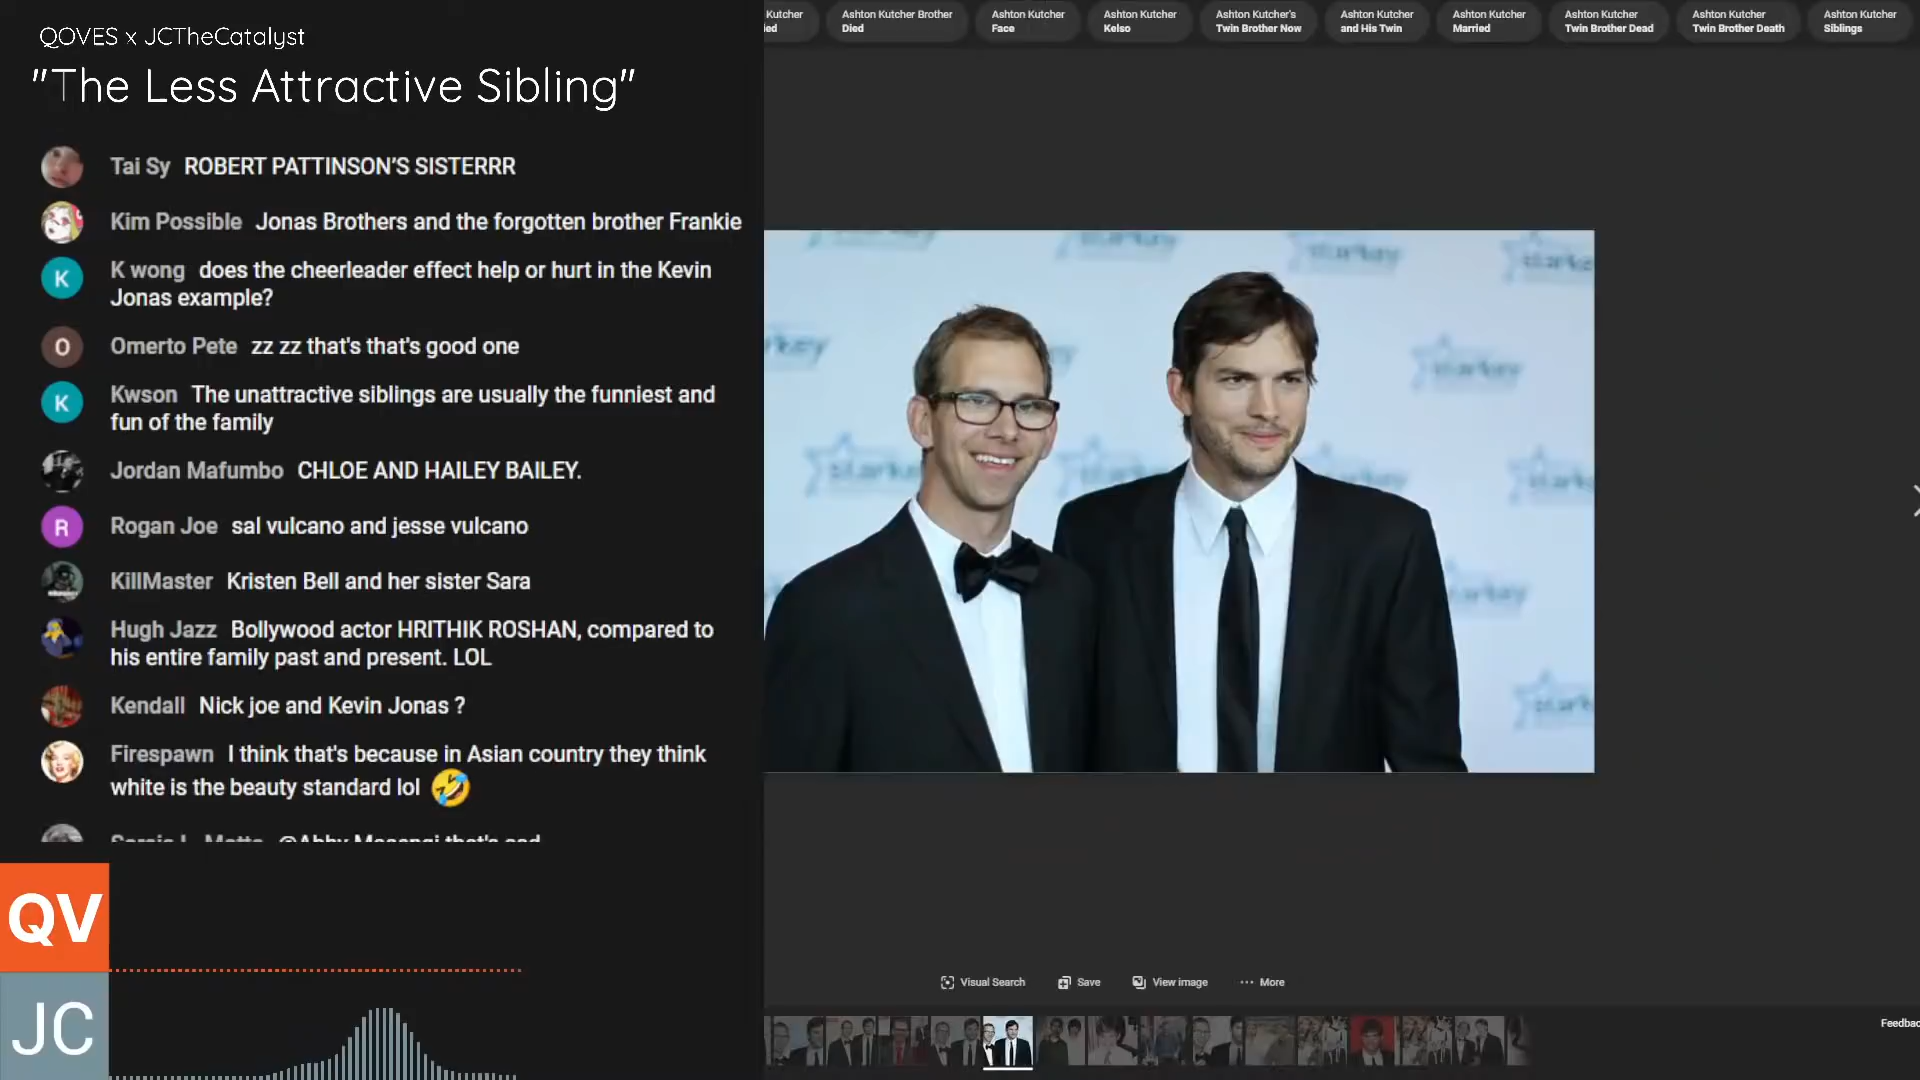 QOVES x JCTheCatalyst
"The Less Attractive Sibling"
Tai Sy ROBERT PATTINSON'S SISTERRR
Kim Possible Jonas Brothers and the forgotten brother Frankie
K wong does the cheerleader effect help or hurt in the Kevin
Jonas example?
Omerto Pete zz zz that's that's good one
Kwson The unattractive siblings are usually the funniest and
fun of the family
Jordan Mafumbo CHLOE AND HAILEY BAILEY.
Rogan Joe sal vulcano and jesse vulcano
KillMaster Kristen Bell and her sister Sara
Hugh Jazz Bollywood actor HRITHIK ROSHAN, compared to
his entire family past and present. LOL
Kendall Nick joe and Kevin Jonas ?
Firespawn I think that's because in Asian country they think
white is the beauty standard lol 🤣
QV
JC
K
O
K
R
Kutcher
Ashton Kutcher Brother
Died
Ashton Kutcher
Face
Ashton Kutcher
Kelso
Ashton Kutcher's
Twin Brother Now
Ashton Kutcher
and His Twin
Ashton Kutcher
Married
Ashton Kutcher
Twin Brother Dead
Ashton Kutcher
Twin Brother Death
Ashton Kutcher
Siblings
starkey
starkey
starkey
starkey
starkey
Visual Search
Save
View image
More